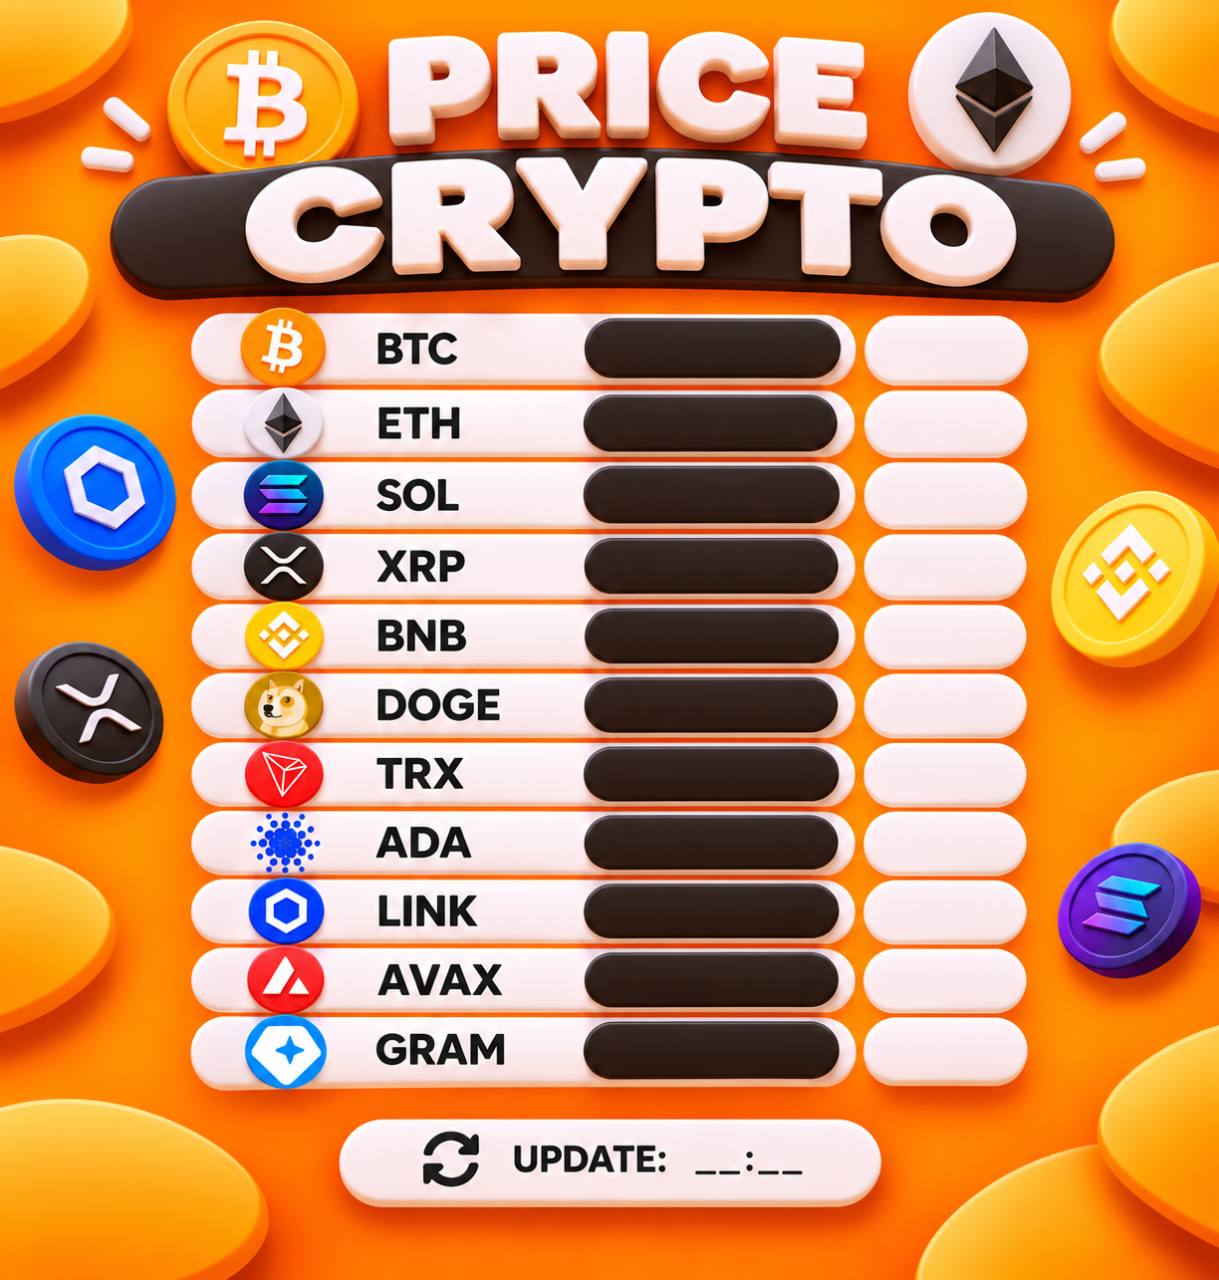 PRICE
CRYPTO
BTC
ETH
SOL
XRP
BNB
DOGE
TRX
ADA
LINK
AVAX
GRAM
UPDATE: __:__